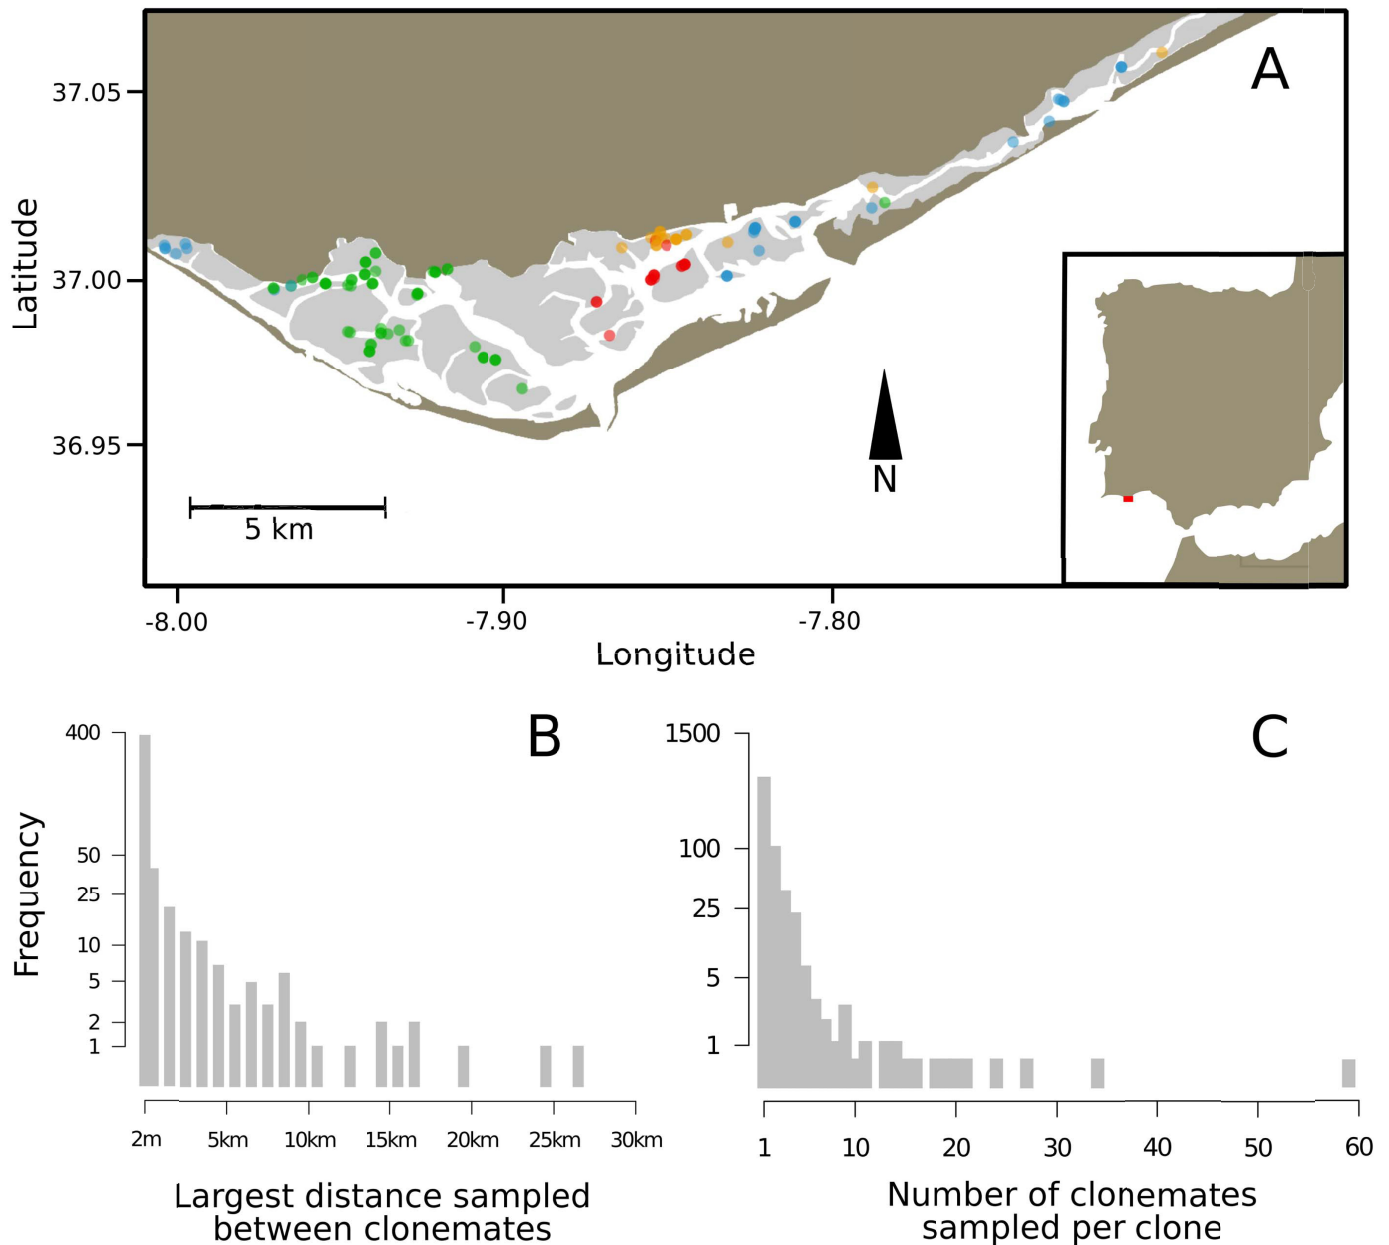 A
37.05
37.00
36.95
Latitude
5 km
N
-8.00
-7.90
-7.80
Longitude
B
400
50
25
10
5
2
1
Frequency
2m
5km
10km
15km
20km
25km
30km
Largest distance sampled
between clonemates
C
1500
100
25
5
1
1
10
20
30
40
50
60
Number of clonemates
sampled per clone